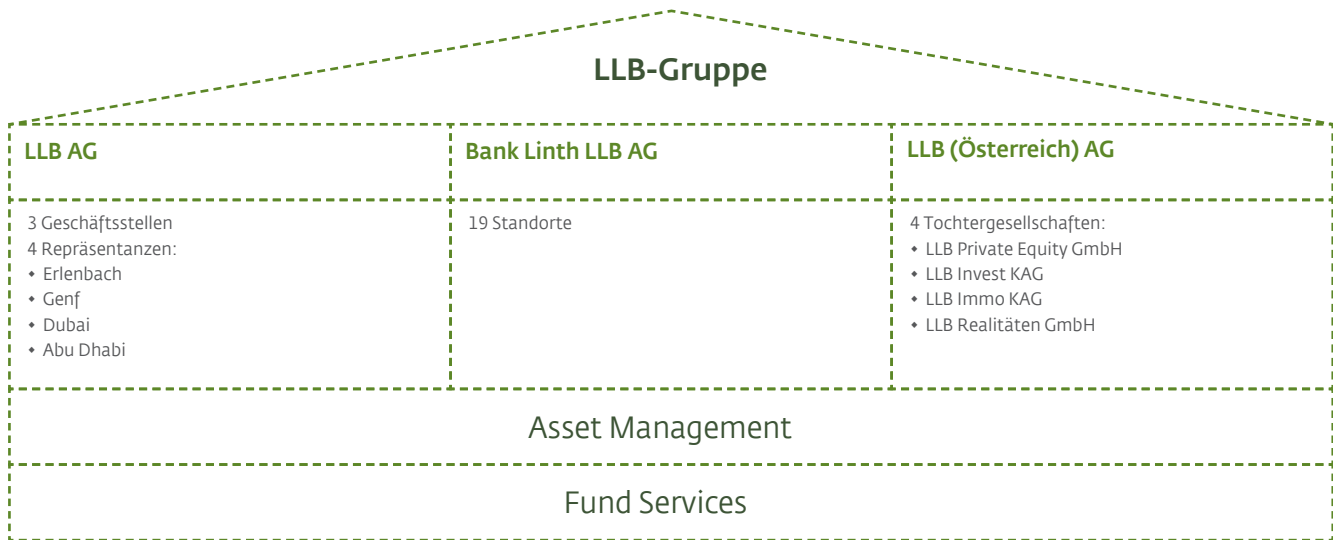 LLB-Gruppe
LLB AG
Bank Linth LLB AG
LLB (Österreich) AG
3 Geschäftsstellen
4 Repräsentanzen:
• Erlenbach
• Genf
• Dubai
• Abu Dhabi
19 Standorte
4 Tochtergesellschaften:
• LLB Private Equity GmbH
• LLB Invest KAG
• LLB Immo KAG
• LLB Realitäten GmbH
Asset Management
Fund Services